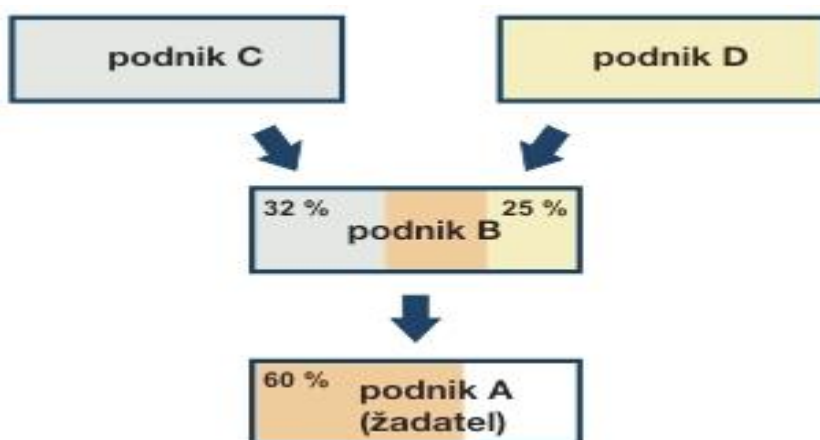 podnik C
podnik D
32 %
25 %
podnik B
60 %
podnik A
(žadatel)